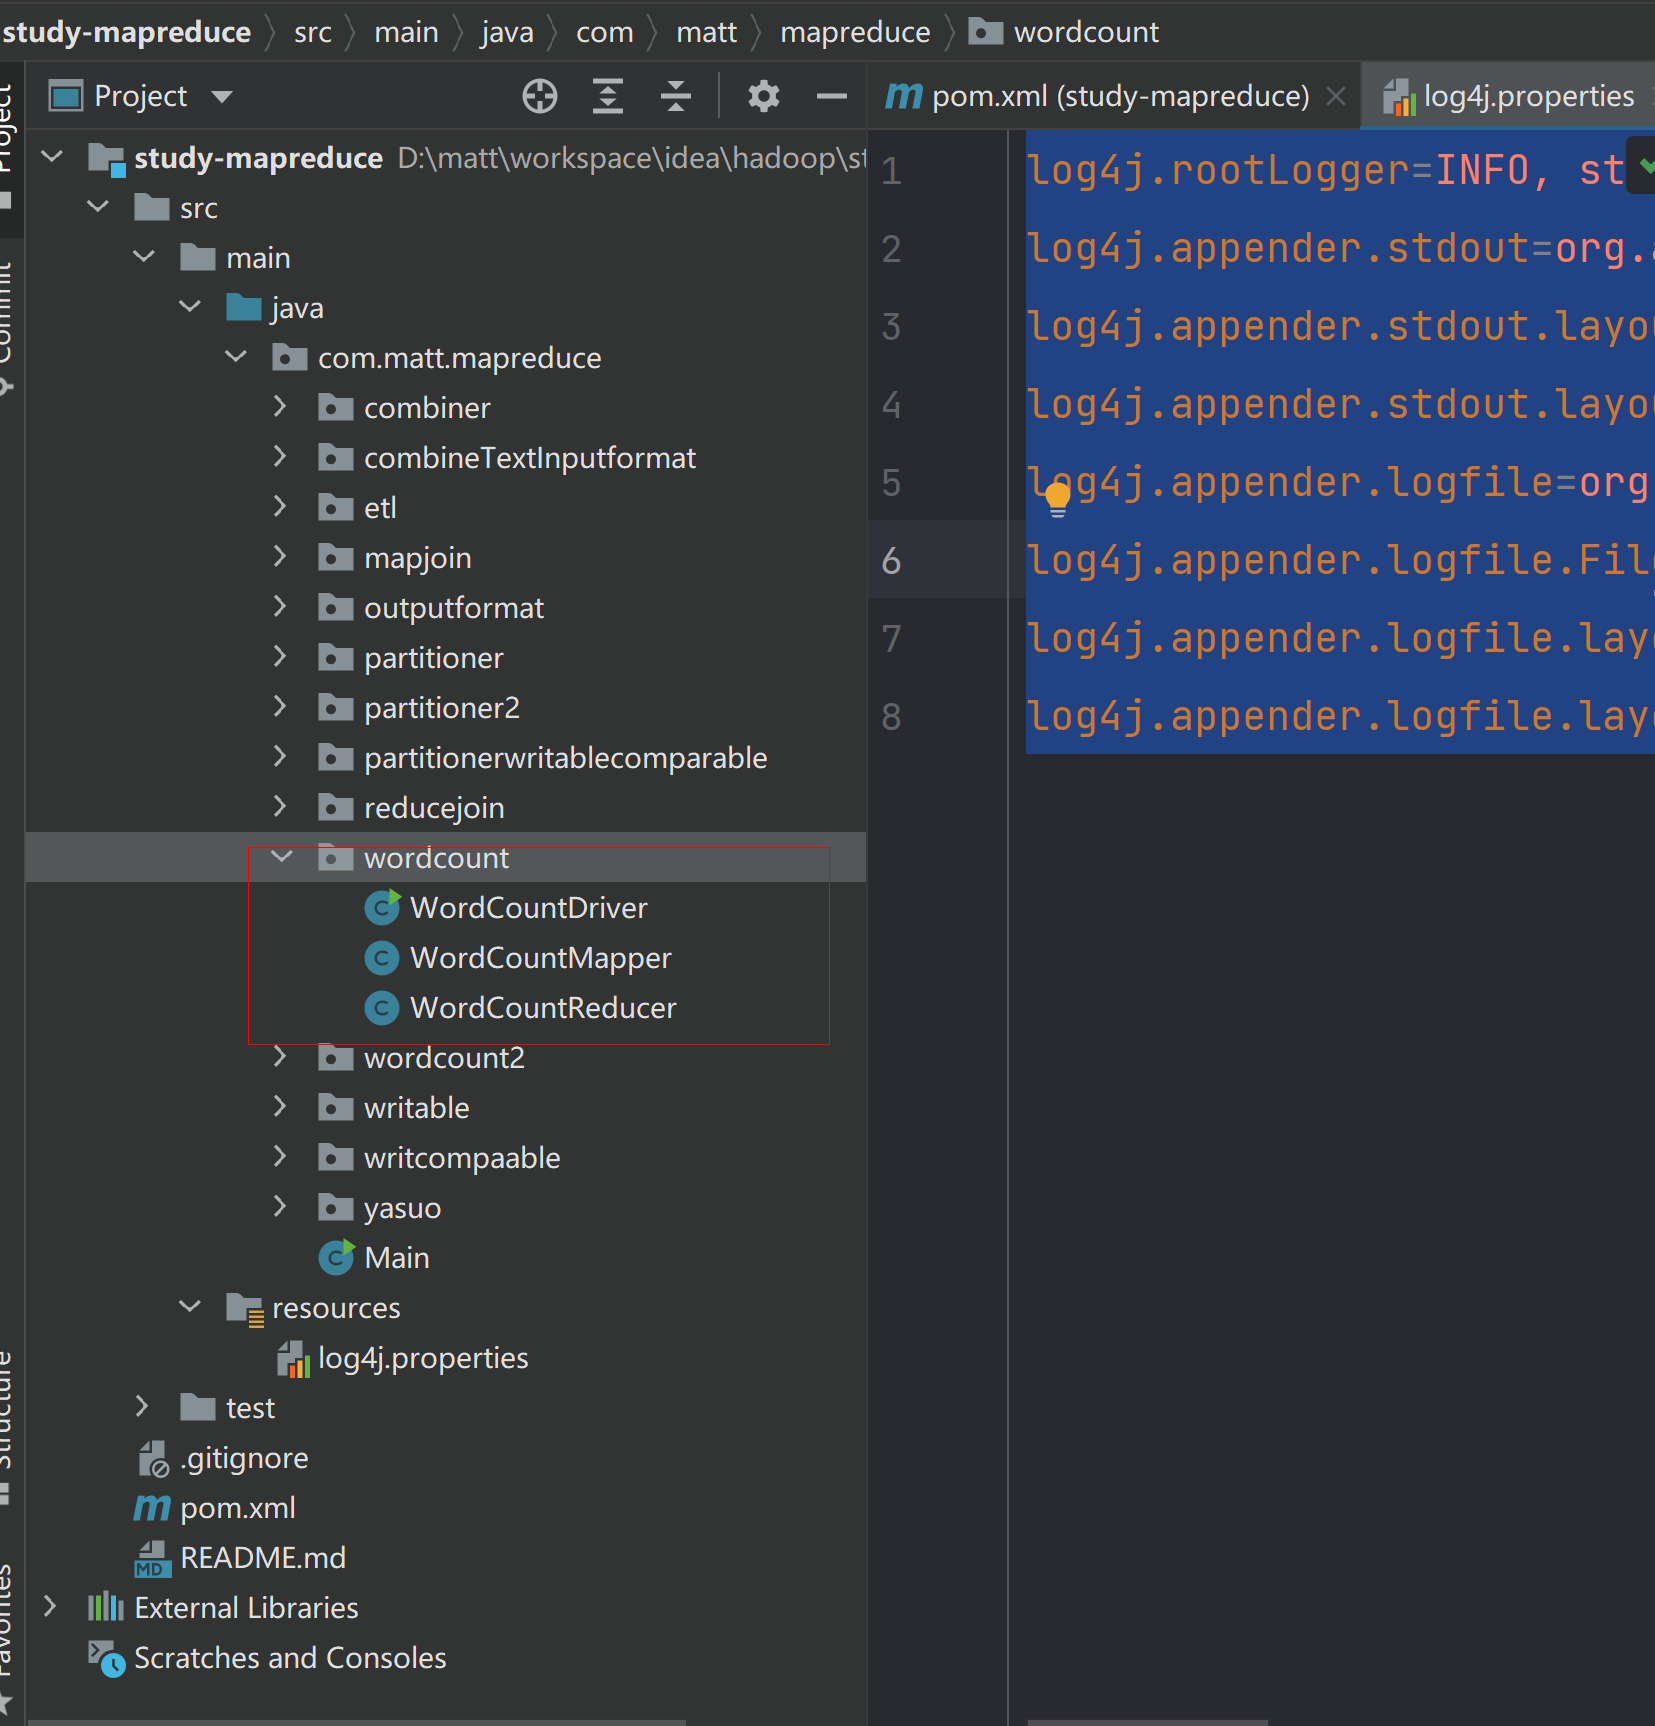 study-mapreduce 〉 src 〉 main 〉 java 〉 com 〉 matt 〉 mapreduce 〉 wordcount
Project
Commit
Structure
Favorites
Project
pom.xml (study-mapreduce)
log4j.properties
study-mapreduce D:\matt\workspace\idea\hadoop\st
src
main
java
com.matt.mapreduce
combiner
combineTextInputformat
etl
mapjoin
outputformat
partitioner
partitioner2
partitionerwritablecomparable
reducejoin
wordcount
WordCountDriver
WordCountMapper
WordCountReducer
wordcount2
writable
writcompaable
yasuo
Main
resources
log4j.properties
test
.gitignore
pom.xml
README.md
External Libraries
Scratches and Consoles
1 log4j.rootLogger=INFO, st
2 log4j.appender.stdout=org.a
3 log4j.appender.stdout.layou
4 log4j.appender.stdout.layou
5 log4j.appender.logfile=org
6 log4j.appender.logfile.File
7 log4j.appender.logfile.layo
8 log4j.appender.logfile.layo